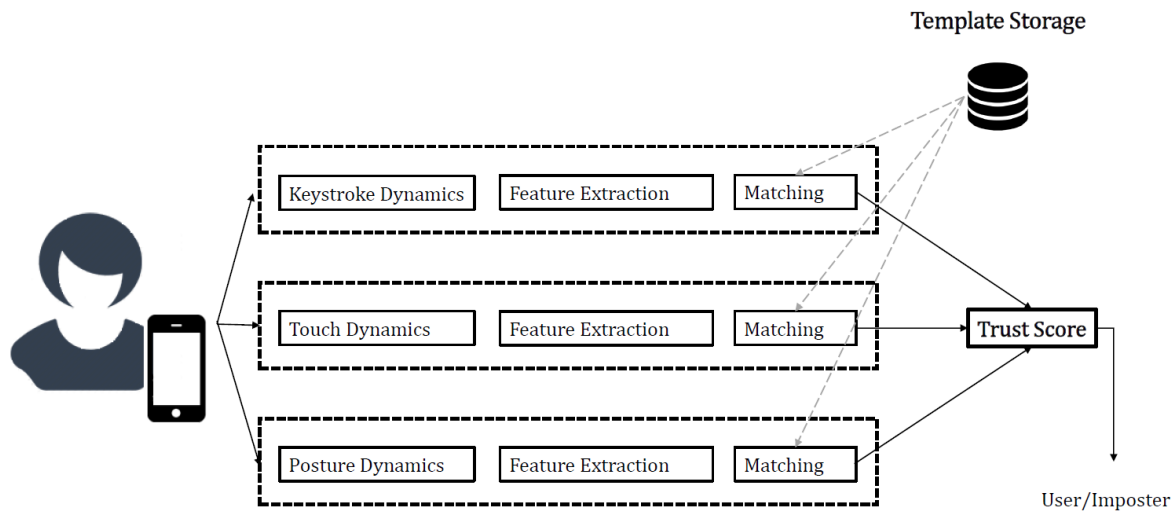 Template Storage
Keystroke Dynamics
Feature Extraction
Matching
Touch Dynamics
Feature Extraction
Matching
Trust Score
Posture Dynamics
Feature Extraction
Matching
User/Imposter